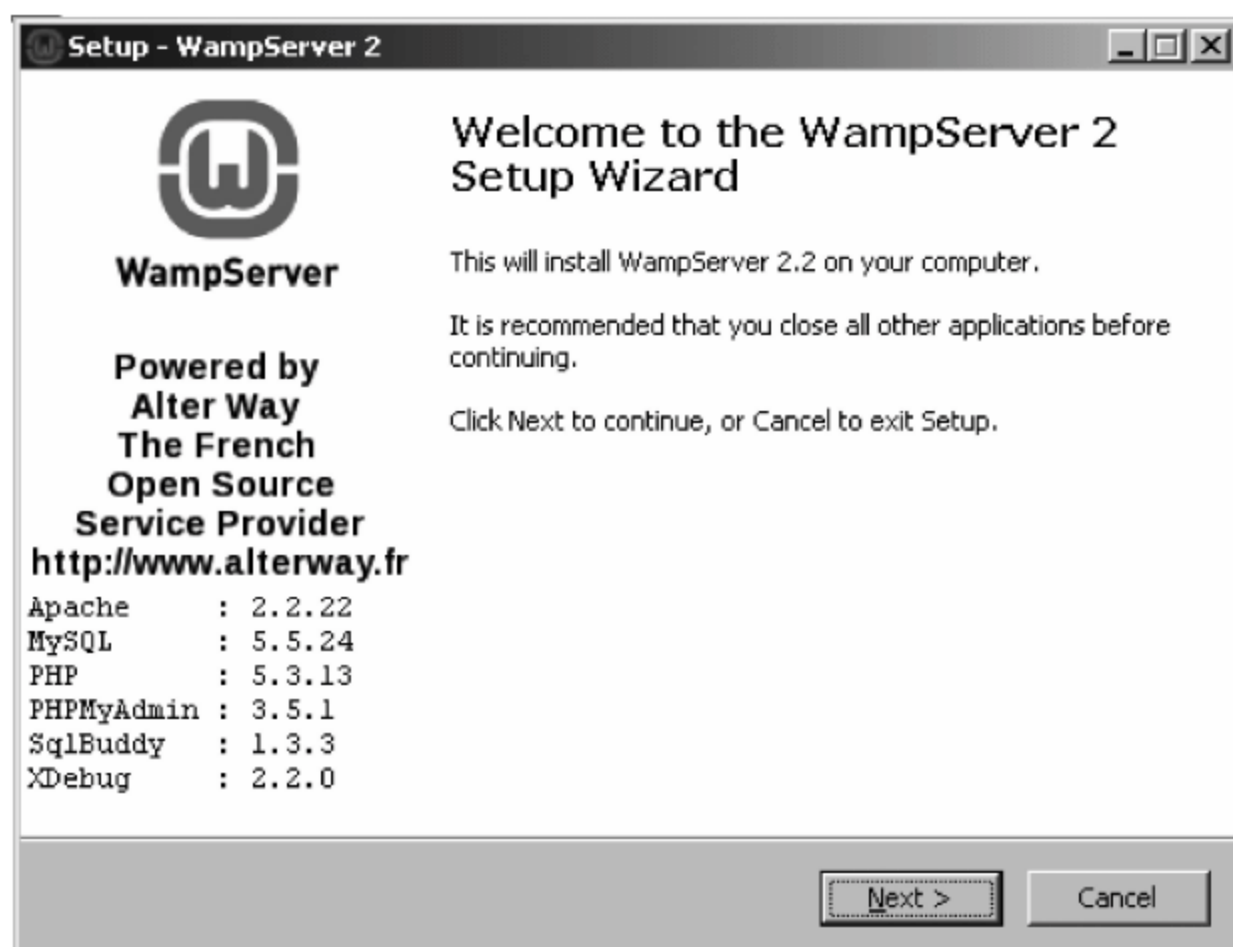 Setup - WampServer 2
WampServer
Powered by
Alter Way
The French
Open Source
Service Provider
http://www.alterway.fr
Apache : 2.2.22
MySQL : 5.5.24
PHP : 5.3.13
PHPMyAdmin : 3.5.1
SqlBuddy : 1.3.3
XDebug : 2.2.0
Welcome to the WampServer 2
Setup Wizard
This will install WampServer 2.2 on your computer.
It is recommended that you close all other applications before
continuing.
Click Next to continue, or Cancel to exit Setup.
Next >
Cancel